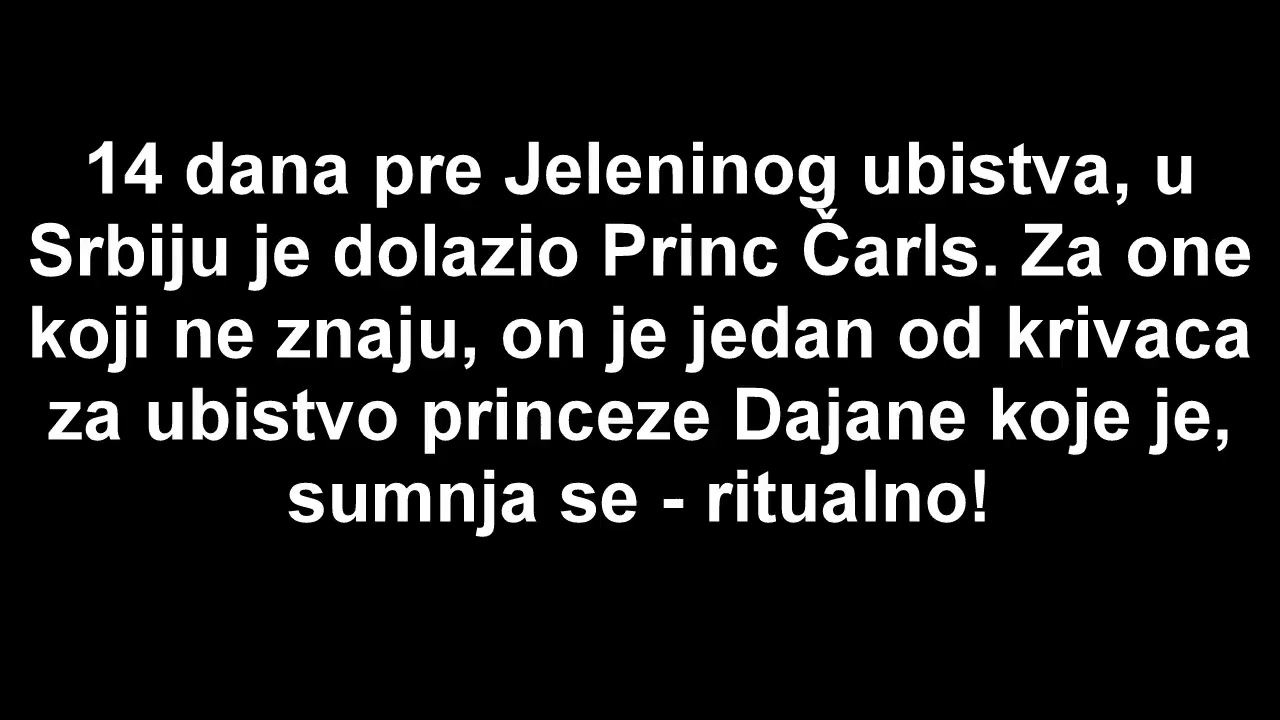 14 dana pre Jeleninog ubistva, u
Srbiju je dolazio Princ Čarls. Za one
koji ne znaju, on je jedan od krivaca
za ubistvo princeze Dajane koje je,
sumnja se - ritualno!